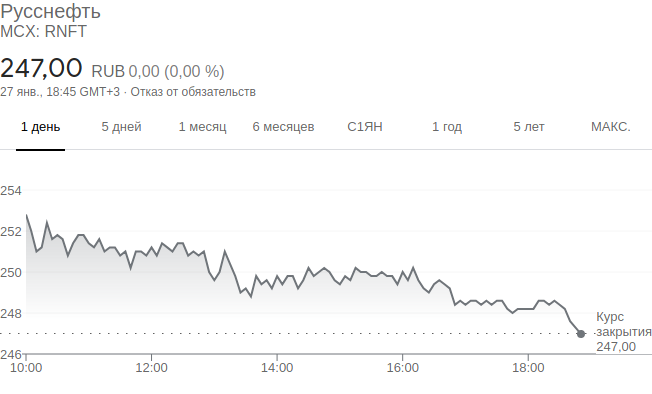 Русснефть
MCX: RNFT
247,00 RUB 0,00 (0,00 %)
27 янв., 18:45 GMT+3 · Отказ от обязательств
1 день 5 дней 1 месяц 6 месяцев С1ЯН 1 год 5 лет МАКС.
254
252
250
248
Курс
закрытия
247,00
246
10:00 12:00 14:00 16:00 18:00